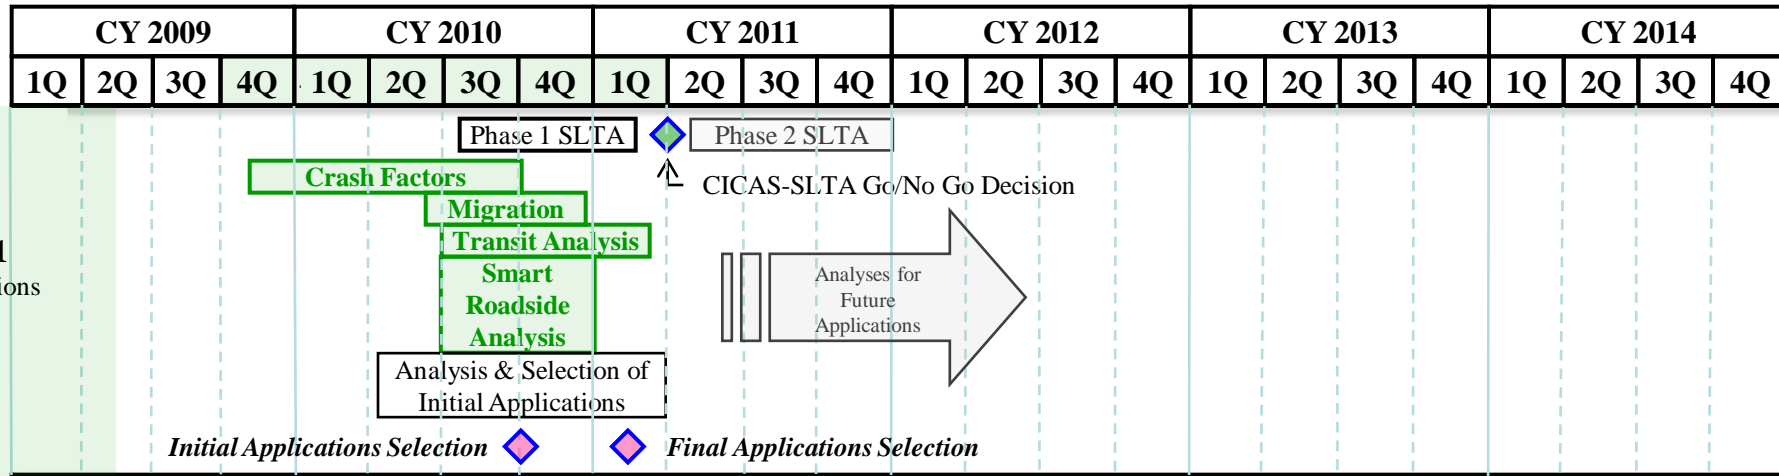 CY 2009 CY 2010 CY 2011 CY 2012 CY 2013 CY 2014
1Q 2Q 3Q 4Q 1Q 2Q 3Q 4Q 1Q 2Q 3Q 4Q 1Q 2Q 3Q 4Q 1Q 2Q 3Q 4Q 1Q 2Q 3Q 4Q
Phase 1 SLTA Phase 2 SLTA
Crash Factors
CICAS-SLTA Go/No Go Decision
Migration
Transit Analysis
1
ions
Smart
Roadside
Analysis
Analyses for
Future
Applications
Analysis & Selection of
Initial Applications
Initial Applications Selection Final Applications Selection